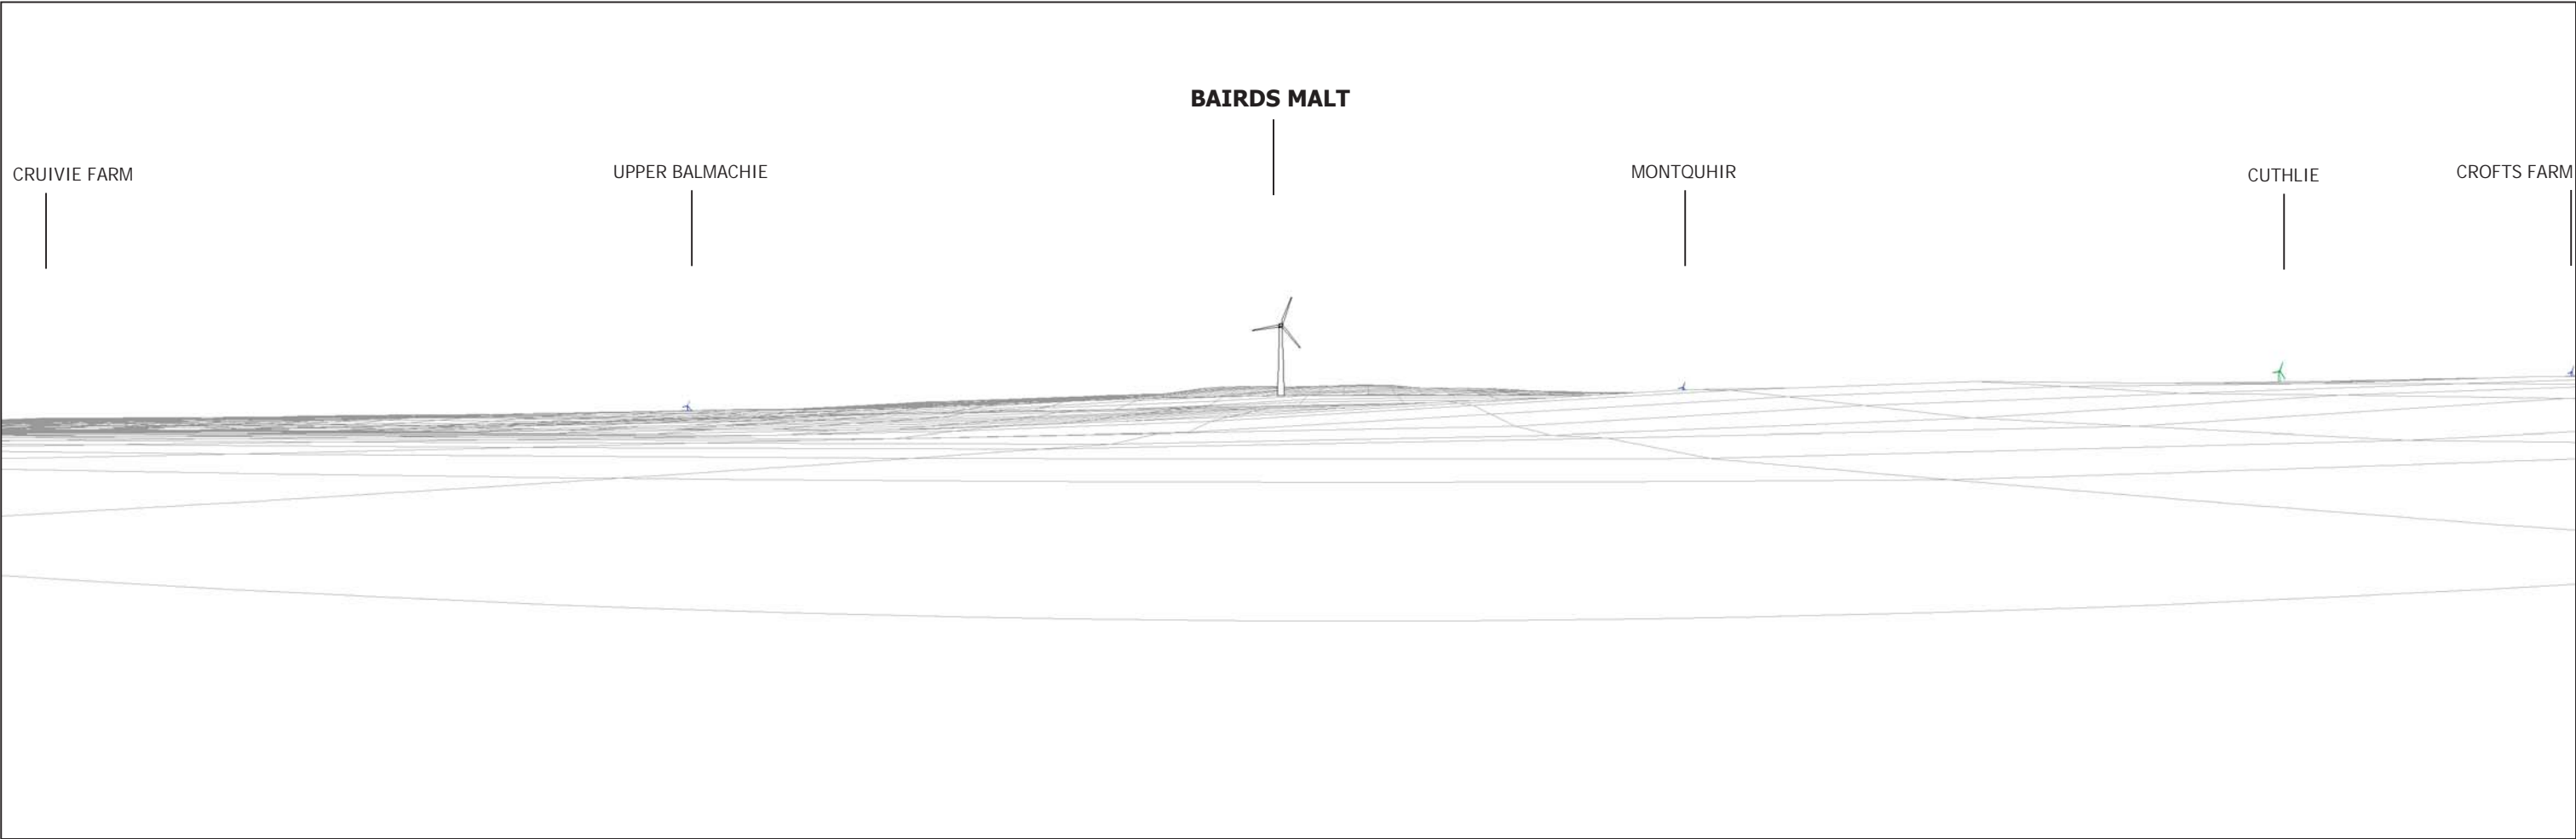 BAIRDS MALT
CRUIVIE FARM
UPPER BALMACHIE
MONTQUHIR
CUTHLIE
CROFTS FARM